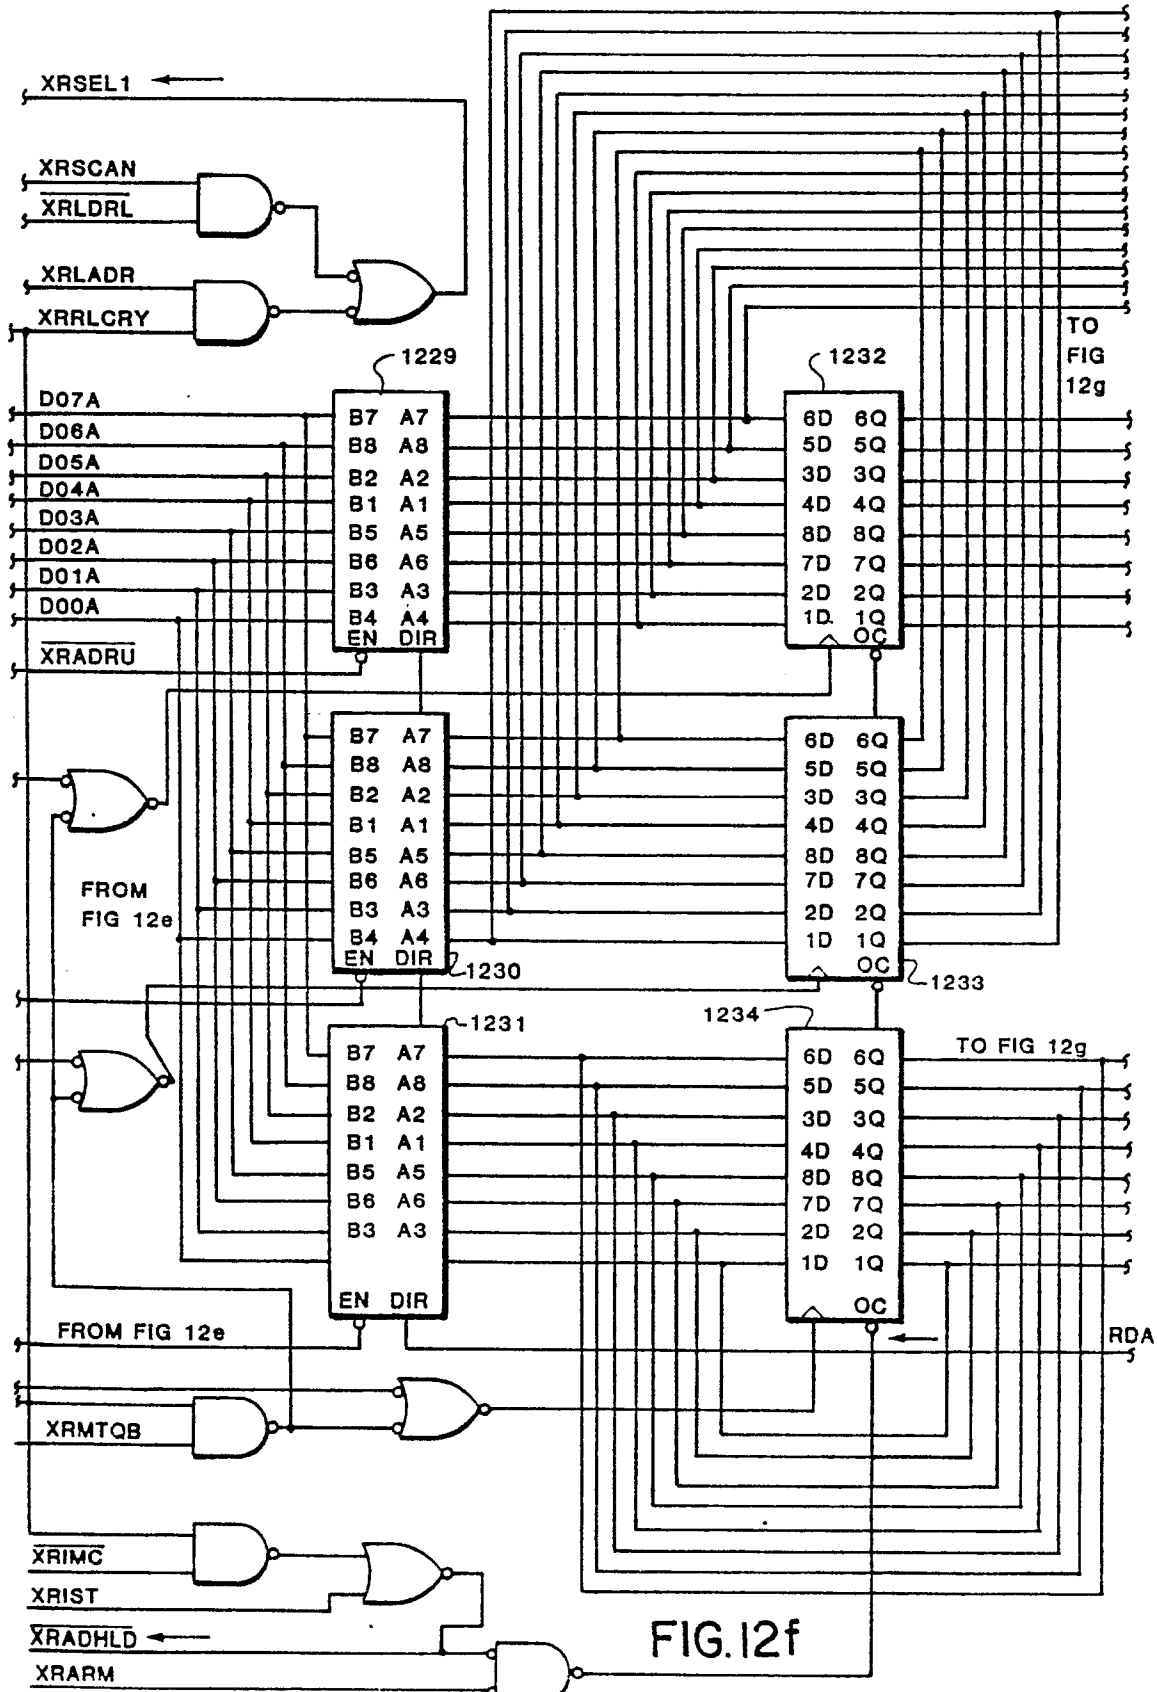 XRSEL1
XRSCAN
XRLDRL
XRLADR
XRRLCRY
TO
FIG
12g
1229
1232
D07A
D06A
D05A
D04A
D03A
D02A
D01A
D00A
XRADRU
B7 A7
B8 A8
B2 A2
B1 A1
B5 A5
B6 A6
B3 A3
B4 A4
EN DIR
6D 6Q
5D 5Q
3D 3Q
4D 4Q
8D 8Q
7D 7Q
2D 2Q
1D 1Q
OC
B7 A7
B8 A8
B2 A2
B1 A1
B5 A5
B6 A6
B3 A3
B4 A4
EN DIR
1230
6D 6Q
5D 5Q
3D 3Q
4D 4Q
8D 8Q
7D 7Q
2D 2Q
1D 1Q
OC
1233
FROM
FIG 12e
1231
1234
B7 A7
B8 A8
B2 A2
B1 A1
B5 A5
B6 A6
B3 A3
EN DIR
6D 6Q
5D 5Q
3D 3Q
4D 4Q
8D 8Q
7D 7Q
2D 2Q
1D 1Q
OC
TO FIG 12g
FROM FIG 12e
RDA
XRMTQB
XRIMC
XRIST
XRADHLD
XRARM
FIG.12f